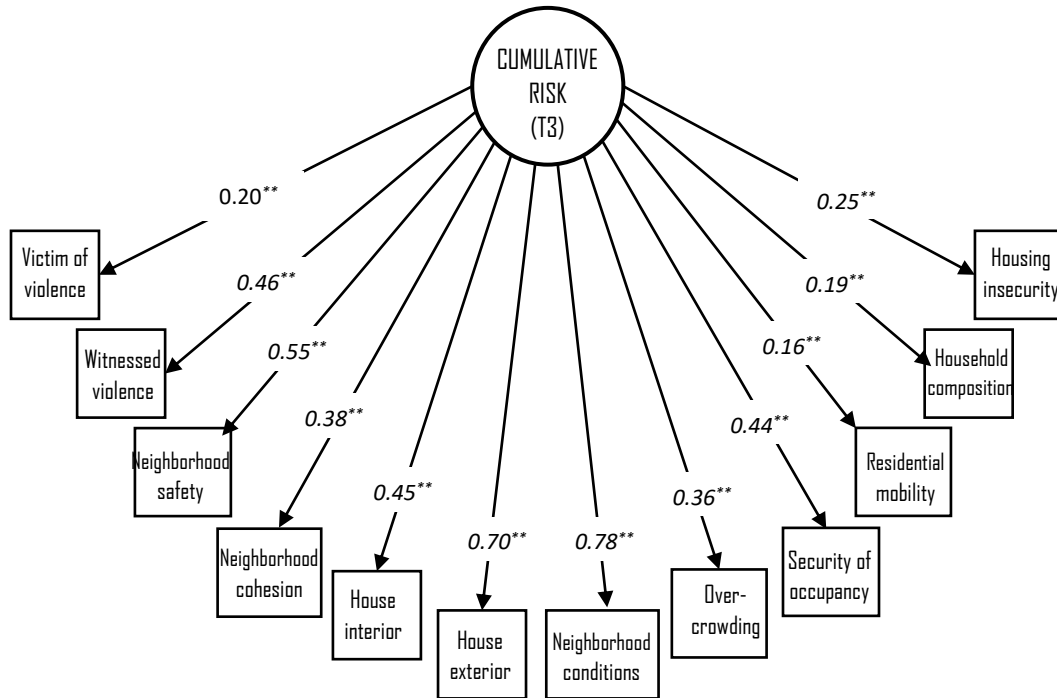 CUMULATIVE
RISK
(T3)
0.20**
0.25**
Victim of
violence
Housing
insecurity
0.46**
0.19**
Witnessed
violence
Household
composition
0.55**
0.16**
Neighborhood
safety
Residential
mobility
0.38**
0.44**
Neighborhood
cohesion
Security of
occupancy
0.45**
0.36**
House
interior
Over-
crowding
0.70**
0.78**
House
exterior
Neighborhood
conditions